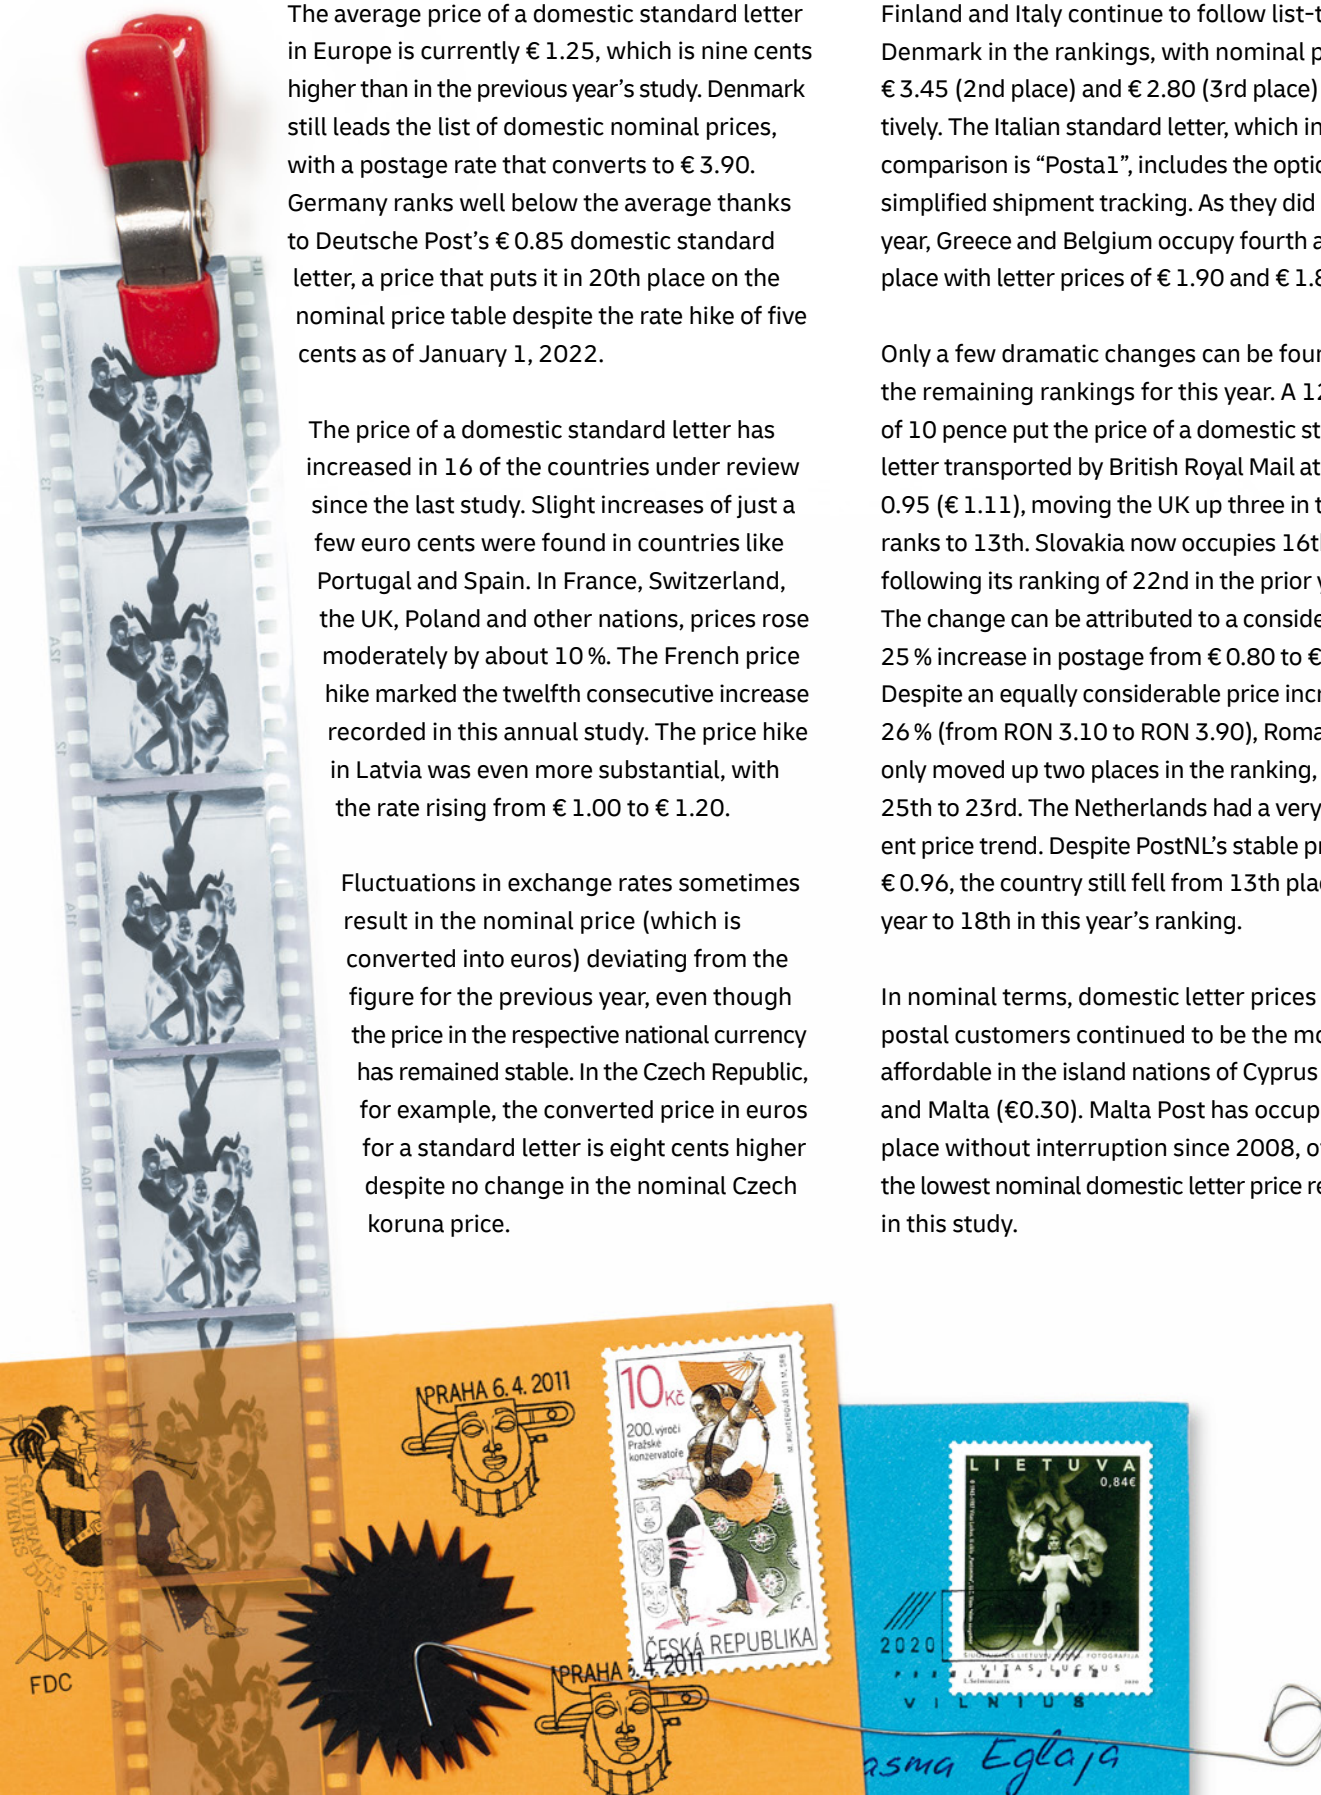 The average price of a domestic standard letter
in Europe is currently € 1.25, which is nine cents
higher than in the previous year’s study. Denmark
still leads the list of domestic nominal prices,
with a postage rate that converts to € 3.90.
Germany ranks well below the average thanks
to Deutsche Post’s € 0.85 domestic standard
letter, a price that puts it in 20th place on the
nominal price table despite the rate hike of five
cents as of January 1, 2022.
The price of a domestic standard letter has
increased in 16 of the countries under review
since the last study. Slight increases of just a
few euro cents were found in countries like
Portugal and Spain. In France, Switzerland,
the UK, Poland and other nations, prices rose
moderately by about 10 %. The French price
hike marked the twelfth consecutive increase
recorded in this annual study. The price hike
in Latvia was even more substantial, with
the rate rising from € 1.00 to € 1.20.
Fluctuations in exchange rates sometimes
result in the nominal price (which is
converted into euros) deviating from the
figure for the previous year, even though
the price in the respective national currency
has remained stable. In the Czech Republic,
for example, the converted price in euros
for a standard letter is eight cents higher
despite no change in the nominal Czech
koruna price.
Finland and Italy continue to follow list-
Denmark in the rankings, with nominal
€ 3.45 (2nd place) and € 2.80 (3rd place)
tively. The Italian standard letter, which in
comparison is “Posta1”, includes the
simplified shipment tracking. As they did
year, Greece and Belgium occupy fourth
place with letter prices of € 1.90 and €
Only a few dramatic changes can be
the remaining rankings for this year. A
of 10 pence put the price of a domestic
letter transported by British Royal Mail at
0.95 (€ 1.11), moving the UK up three in
ranks to 13th. Slovakia now occupies
following its ranking of 22nd in the prior
The change can be attributed to a
25 % increase in postage from € 0.80 to €
Despite an equally considerable price
26 % (from RON 3.10 to RON 3.90),
only moved up two places in the ranking,
25th to 23rd. The Netherlands had a very
ent price trend. Despite PostNL’s stable
€ 0.96, the country still fell from 13th
year to 18th in this year’s ranking.
In nominal terms, domestic letter prices
postal customers continued to be the
affordable in the island nations of Cyprus
and Malta (€0.30). Malta Post has
place without interruption since 2008,
the lowest nominal domestic letter price
in this study.
PRAHA 6. 4. 2011
10 Kč
200. výročí
Pražské
konzervatoře
ČESKÁ REPUBLIKA
PRAHA 6. 4. 2011
GAUDEAMUS
IUVENES
DUM
FDC
LIETUVA
0,84€
VITAS LUCKUS
2020
VILNIUS
asma Eglaja